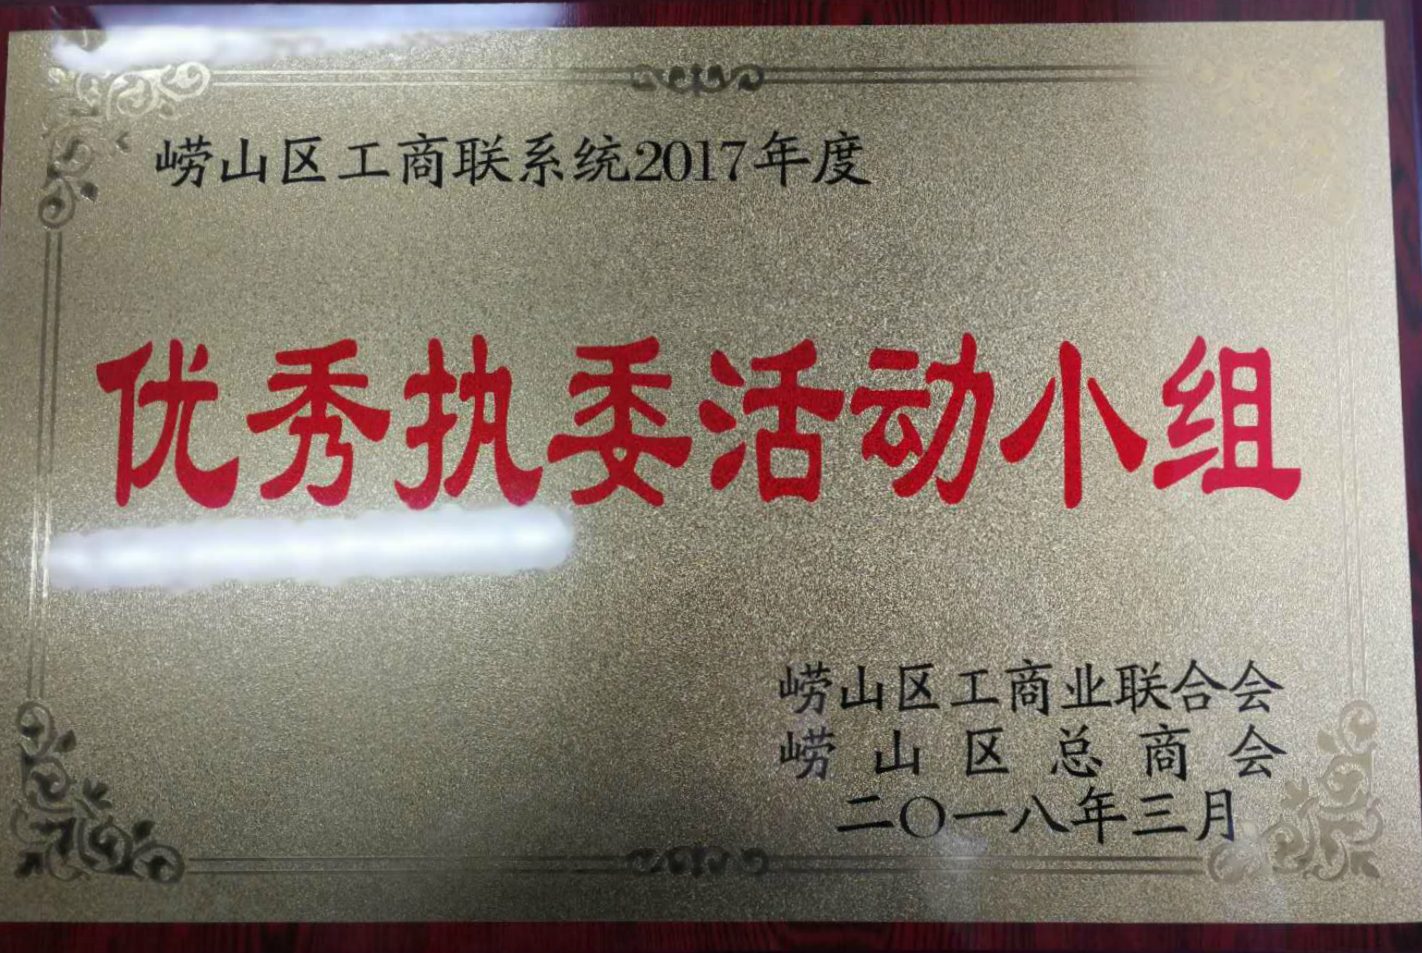 崂山区工商联系统2017年度
优秀执委活动小组
崂山区工商业联合会
崂山区总商会
二〇一八年三月